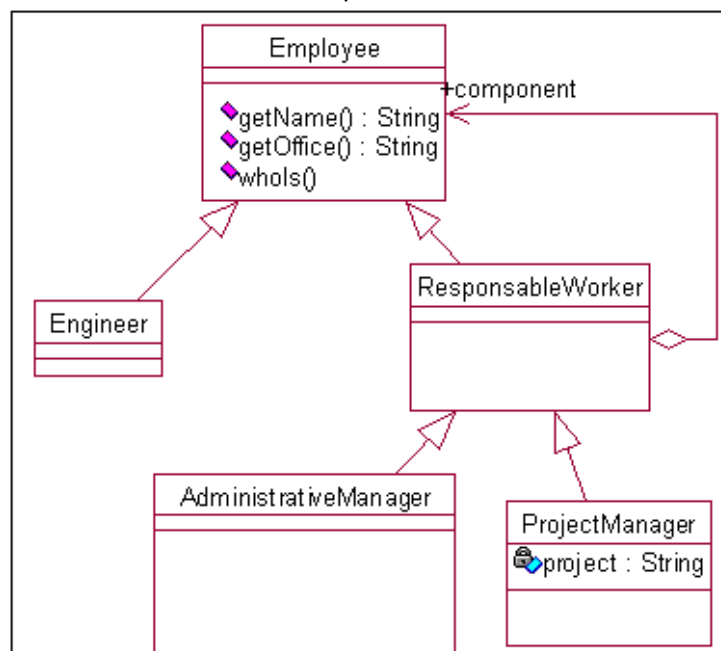 Employee
+component
getName() : String
getOffice() : String
whoIs()
ResponsableWorker
Engineer
AdministrativeManager
ProjectManager
project : String